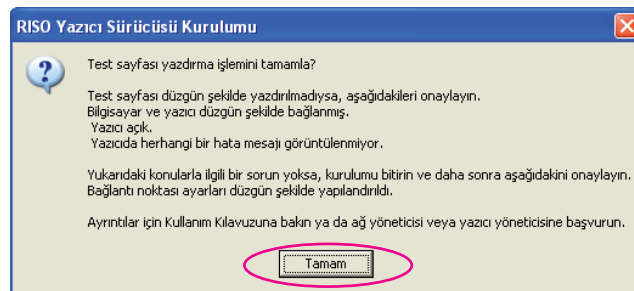 RISO Yazıcı Sürücüsü Kurulumu
Test sayfası yazdırma işlemini tamamla?
Test sayfası düzgün şekilde yazdırılmadıysa, aşağıdakileri onaylayın.
Bilgisayar ve yazıcı düzgün şekilde bağlanmış.
Yazıcı açık.
Yazıcıda herhangi bir hata mesajı görüntülenmiyor.
Yukarıdaki konularla ilgili bir sorun yoksa, kurulumu bitirin ve daha sonra aşağıdakini onaylayın.
Bağlantı noktası ayarları düzgün şekilde yapılandırıldı.
Ayrıntılar için Kullanım Kılavuzuna bakın ya da ağ yöneticisi veya yazıcı yöneticisine başvurun.
Tamam